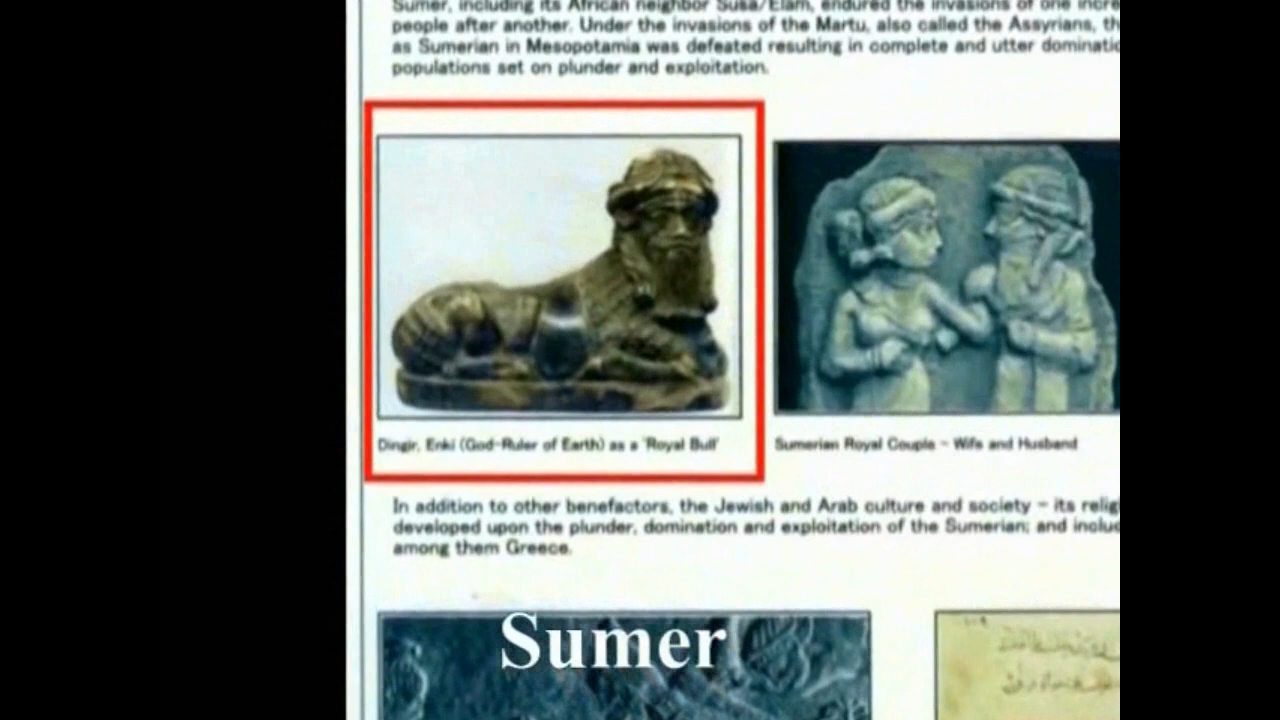 Sumer, including its African neighbor Susa/Elam, endured the invasions of one incre
people after another. Under the invasions of the Martu, also called the Assyrians, th
as Sumerian in Mesopotamia was defeated resulting in complete and utter dominatio
populations set on plunder and exploitation.
Dingir, Enki (God-Ruler of Earth) as a 'Royal Bull'
Sumerian Royal Couple - Wife and Husband
In addition to other benefactors, the Jewish and Arab culture and society - its relig
developed upon the plunder, domination and exploitation of the Sumerian; and includ
among them Greece.
Sumer